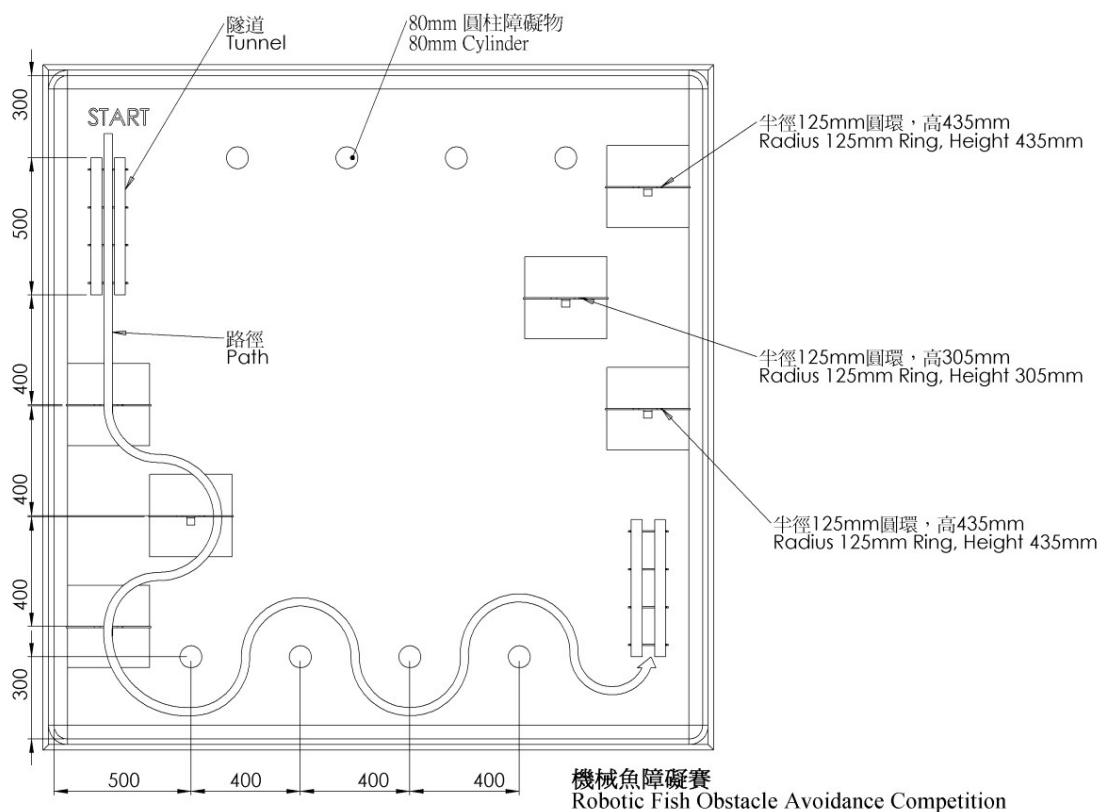 隧道
Tunnel
80mm 圓柱障礙物
80mm Cylinder
300
START
半徑125mm圓環，高435mm
Radius 125mm Ring, Height 435mm
500
路徑
Path
半徑125mm圓環，高305mm
Radius 125mm Ring, Height 305mm
400
400
半徑125mm圓環，高435mm
Radius 125mm Ring, Height 435mm
400
300
500
400
400
400
機械魚障礙賽
Robotic Fish Obstacle Avoidance Competition